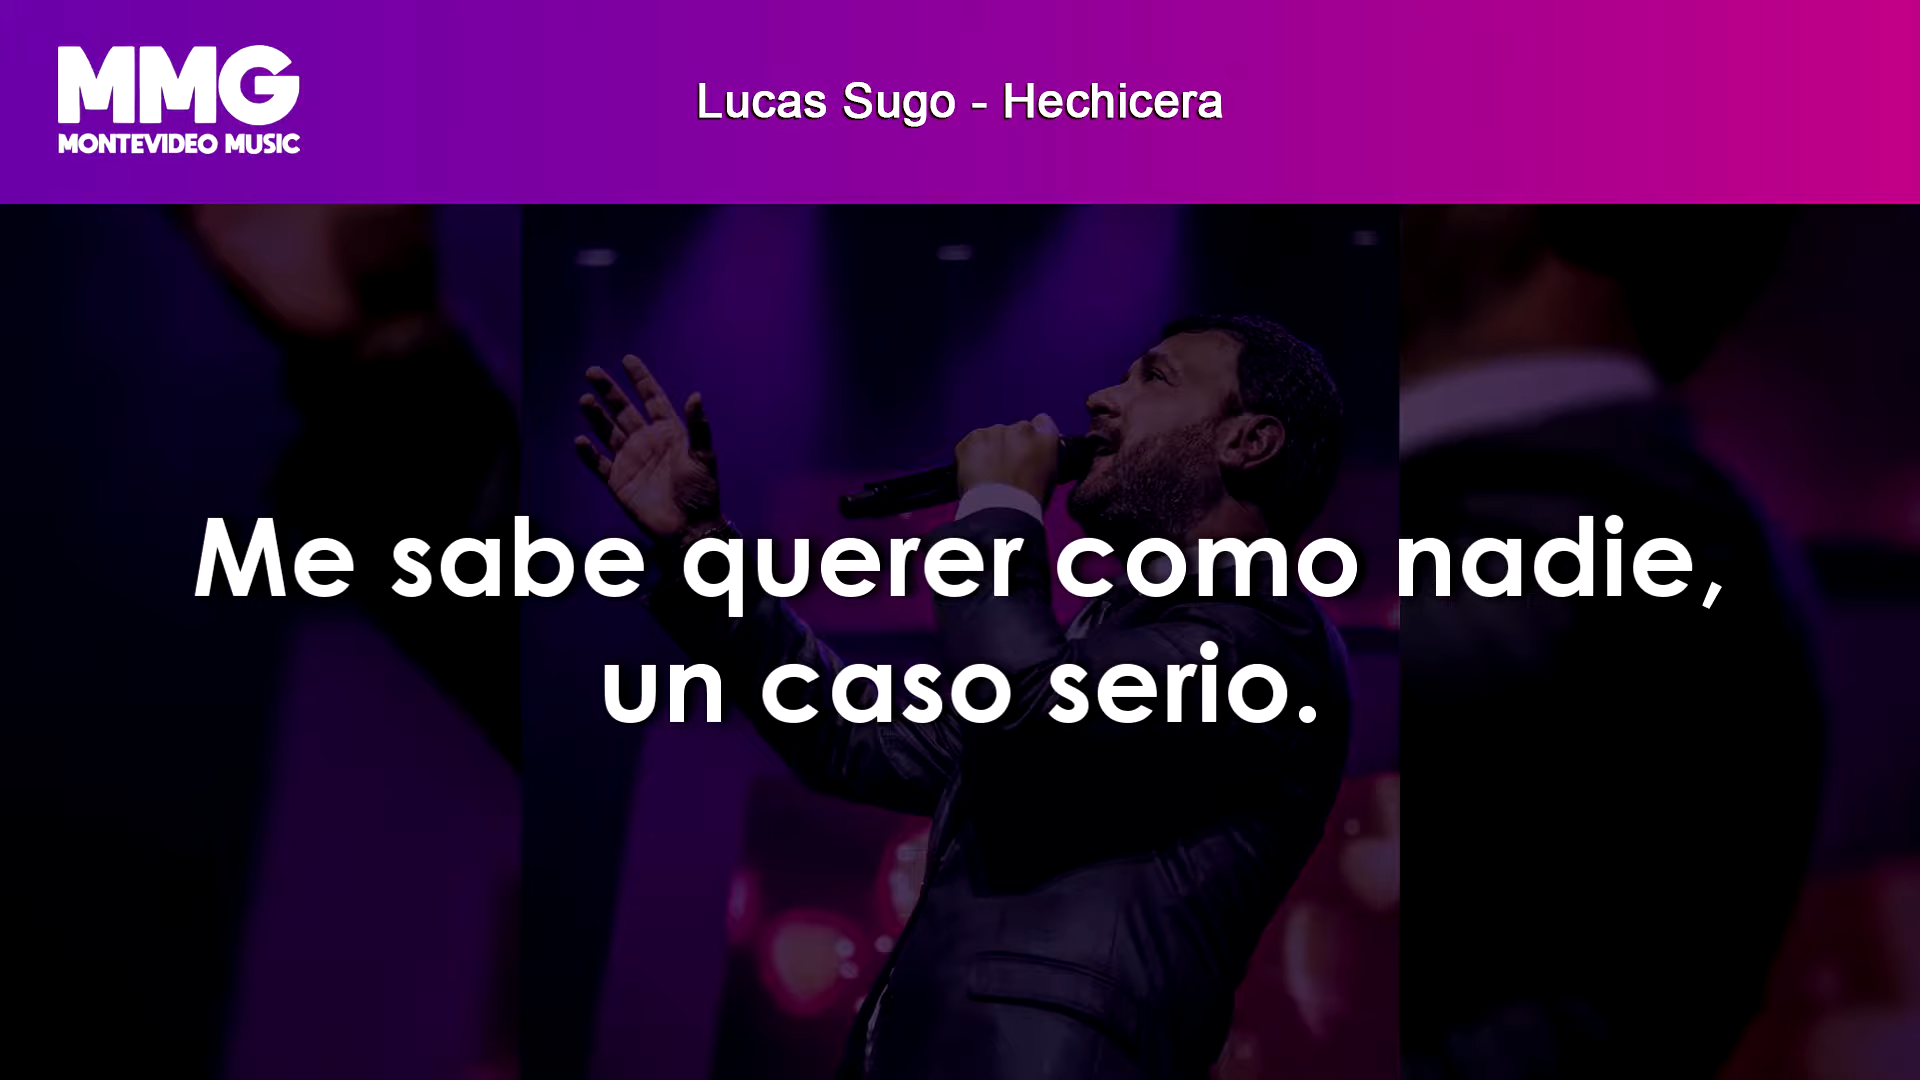 MMG
MONTEVIDEO MUSIC
Lucas Sugo - Hechicera
Me sabe querer como nadie,
un caso serio.